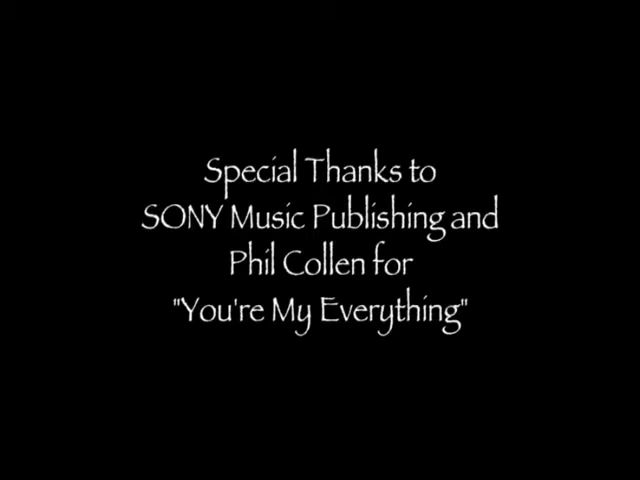 Special Thanks to
SONY Music Publishing and
Phil Collen for
"You're My Everything"